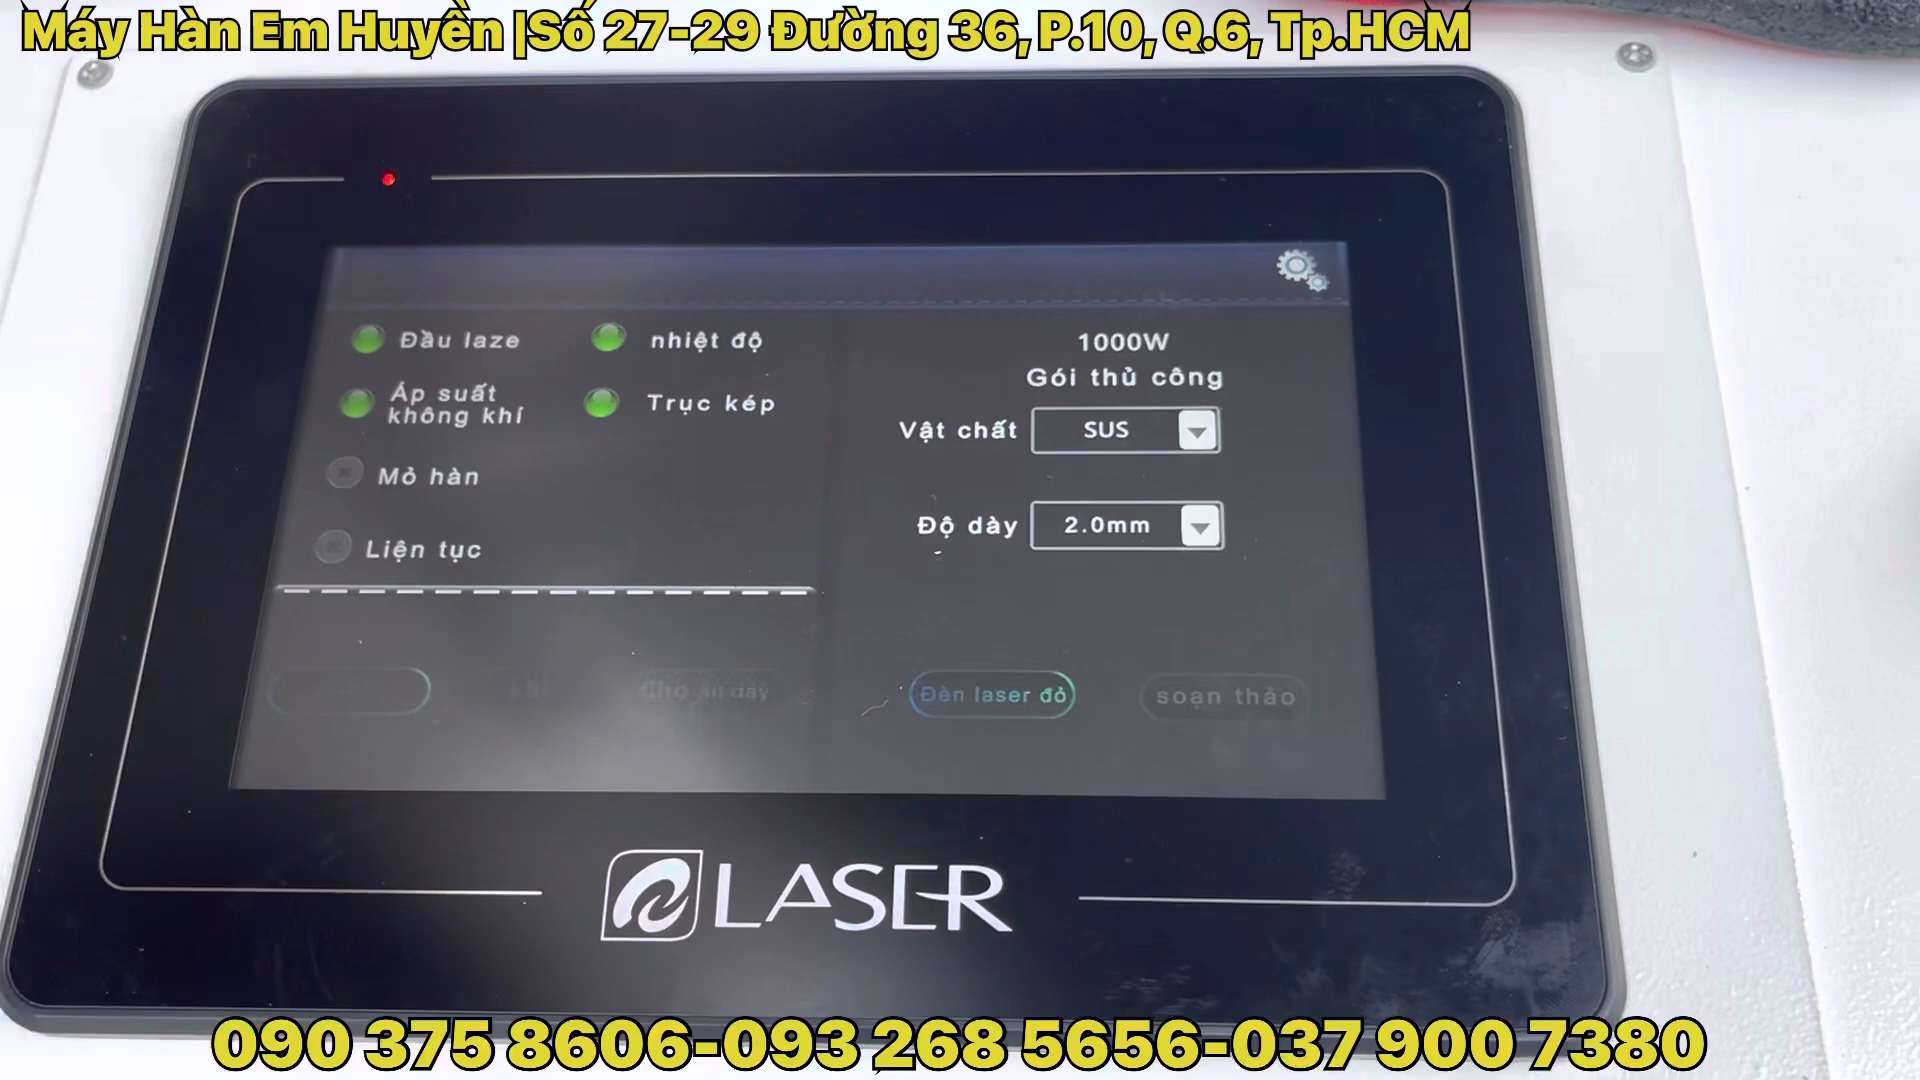 Máy Hàn Em Huyền |Số 27-29 Đường 36, P.10, Q.6, Tp.HCM
Đầu laze
nhiệt độ
Áp suất
không khí
Trục kép
Mỏ hàn
Liện tục
1000W
Gói thủ công
Vật chất SUS
Độ dày 2.0mm
Đèn laser đỏ
soạn thảo
LASER
090 375 8606-093 268 5656-037 900 7380